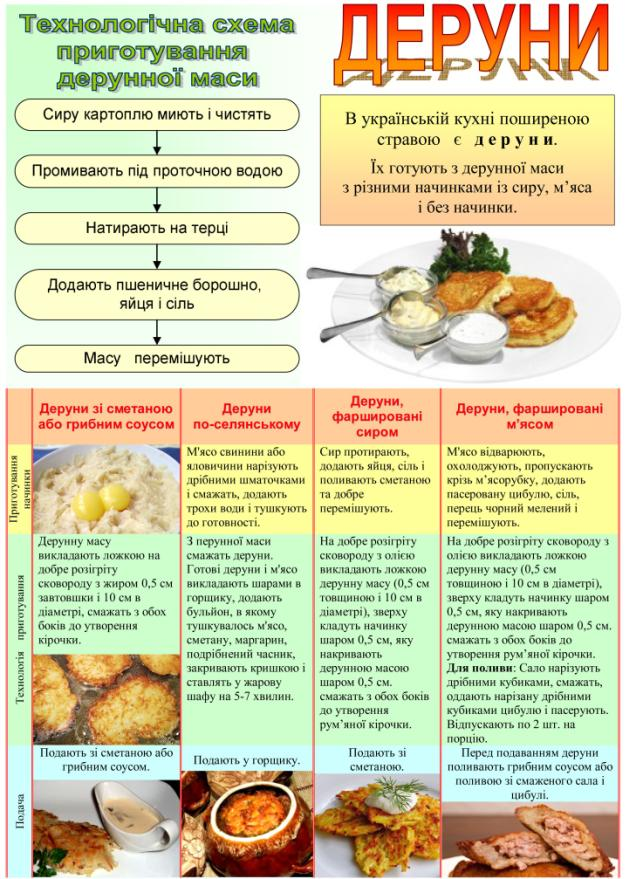 Технологічна схема
приготування
дерунної маси
Сиру картоплю миють і чистять
Промивають під проточною водою
Натирають на терці
Додають пшеничне борошно,
яйця і сіль
Масу перемішують
ДЕРУНИ
В українській кухні поширеною
стравою є деруни.
Їх готують з дерунної маси
з різними начинками із сиру, м’яса
і без начинки.
Деруни зі сметаною
або грибним соусом
Деруни
по-селянському
Деруни,
фаршировані
сиром
Деруни, фаршировані
м’ясом
Приготування
начинки
М'ясо свинини або
яловичини нарізують
дрібними шматочками
і смажать, додають
трохи води і тушкують
до готовності.
Сир протирають,
додають яйця, сіль і
поливають сметаною
та добре
перемішують.
М’ясо відварюють,
охолоджують, пропускають
крізь м’ясорубку, додають
пасеровану цибулю, сіль,
перець чорний мелений і
перемішують.
Технологія приготування
Дерунну масу
викладають ложкою на
добре розігріту
сковороду з жиром 0,5 см
завтовшки і 10 см в
діаметрі, смажать з обох
боків до утворення
кірочки.
З перунної маси
смажать деруни.
Готові деруни і м'ясо
викладають шарами в
горщику, додають
бульйон, в якому
тушкувалось м'ясо,
сметану, маргарин,
подрібнений часник,
закривають кришкою і
ставлять у жарову
шафу на 5-7 хвилин.
На добре розігріту
сковороду з олією
викладають ложкою
дерунну масу (0,5 см
товщиною і 10 см в
діаметрі), зверху
кладуть начинку
шаром 0,5 см, яку
накривають
дерунною масою
шаром 0,5 см.
смажать з обох боків
до утворення
рум’яної кірочки.
На добре розігріту сковороду з
олією викладають ложкою
дерунну масу (0,5 см
товщиною і 10 см в діаметрі),
зверху кладуть начинку шаром
0,5 см, яку накривають
дерунною масою шаром 0,5 см.
смажать з обох боків до
утворення рум’яної кірочки.
Для поливи: Сало нарізують
дрібними кубиками, смажать,
оддають нарізану дрібними
кубиками цибулю і пасерують.
Відпускають по 2 шт. на
порцію.
Подача
Подають зі сметаною або
грибним соусом.
Подають у горщику.
Подають зі
сметаною.
Перед подаванням деруни
поливають грибним соусом або
поливою зі смаженого сала і
цибулі.